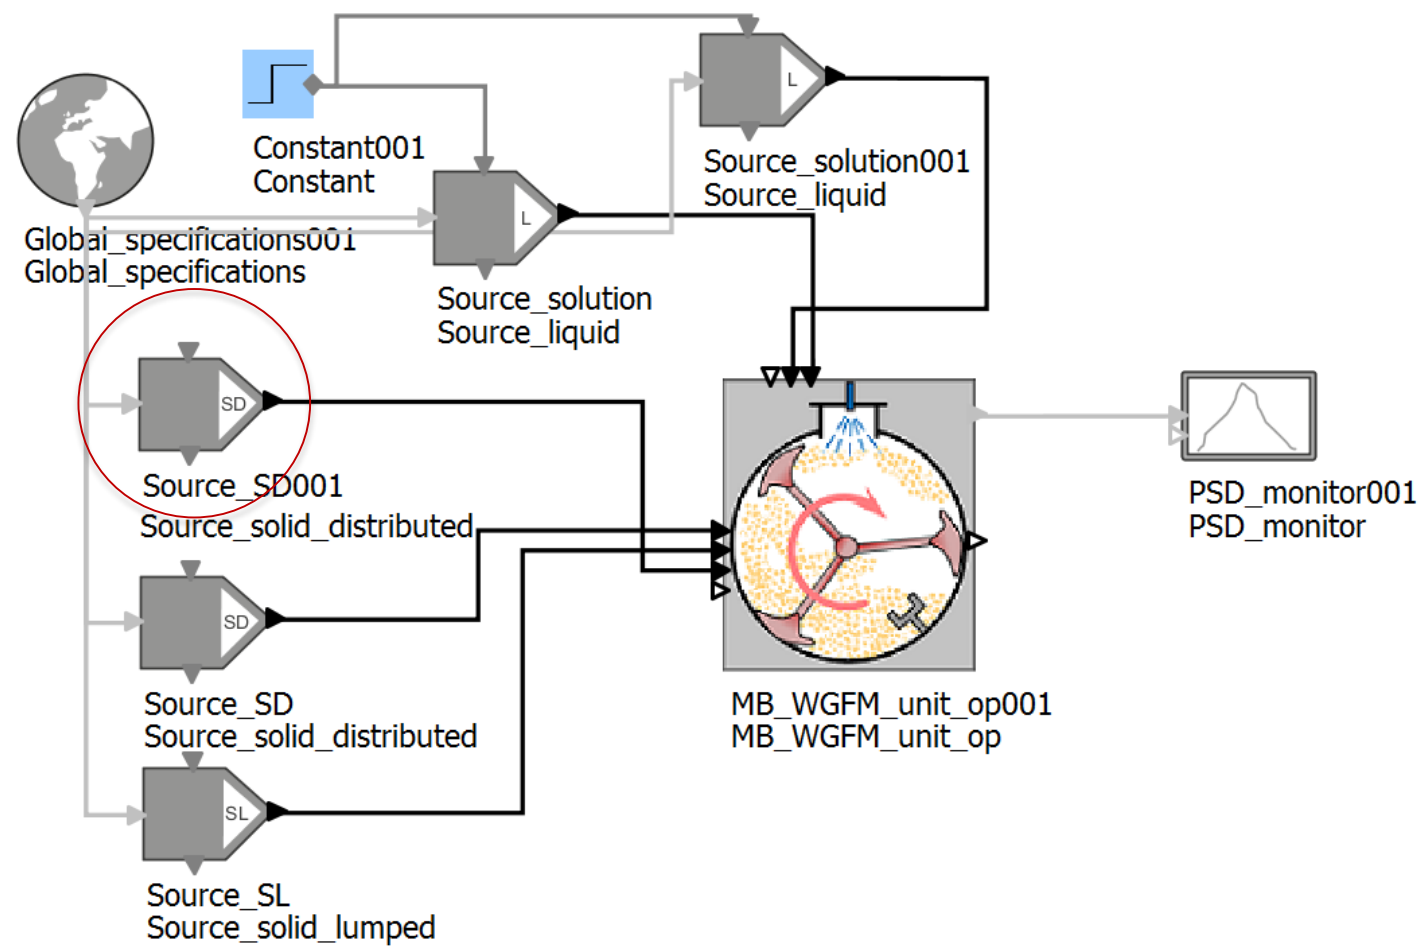 L
Constant001
Constant
Source_solution001
Source_liquid
L
Global_specifications001
Global_specifications
Source_solution
Source_liquid
SD
Source_SD001
Source_solid_distributed
PSD_monitor001
PSD_monitor
SD
Source_SD
Source_solid_distributed
MB_WGFM_unit_op001
MB_WGFM_unit_op
SL
Source_SL
Source_solid_lumped